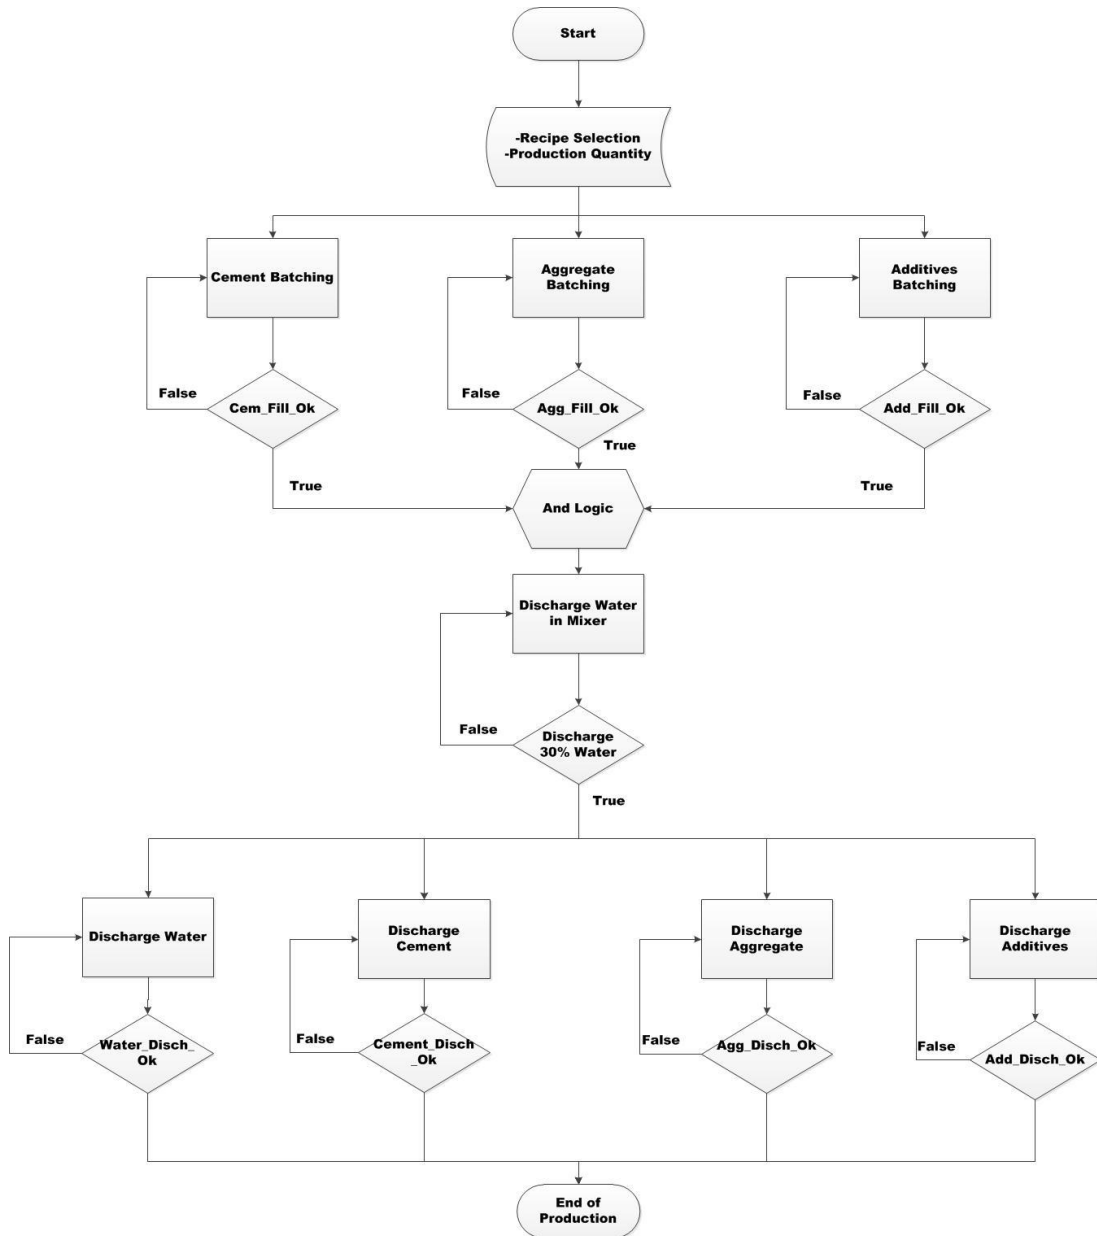 Start
-Recipe Selection
-Production Quantity
Cement Batching
Aggregate
Batching
Additives
Batching
False
Cem_Fill_Ok
False
Agg_Fill_Ok
False
Add_Fill_Ok
True
True
True
And Logic
Discharge Water
in Mixer
False
Discharge
30% Water
True
Discharge Water
Discharge
Cement
Discharge
Aggregate
Discharge
Additives
False
Water_Disch_
Ok
False
Cement_Disch
_Ok
False
Agg_Disch_Ok
False
Add_Disch_Ok
End of
Production